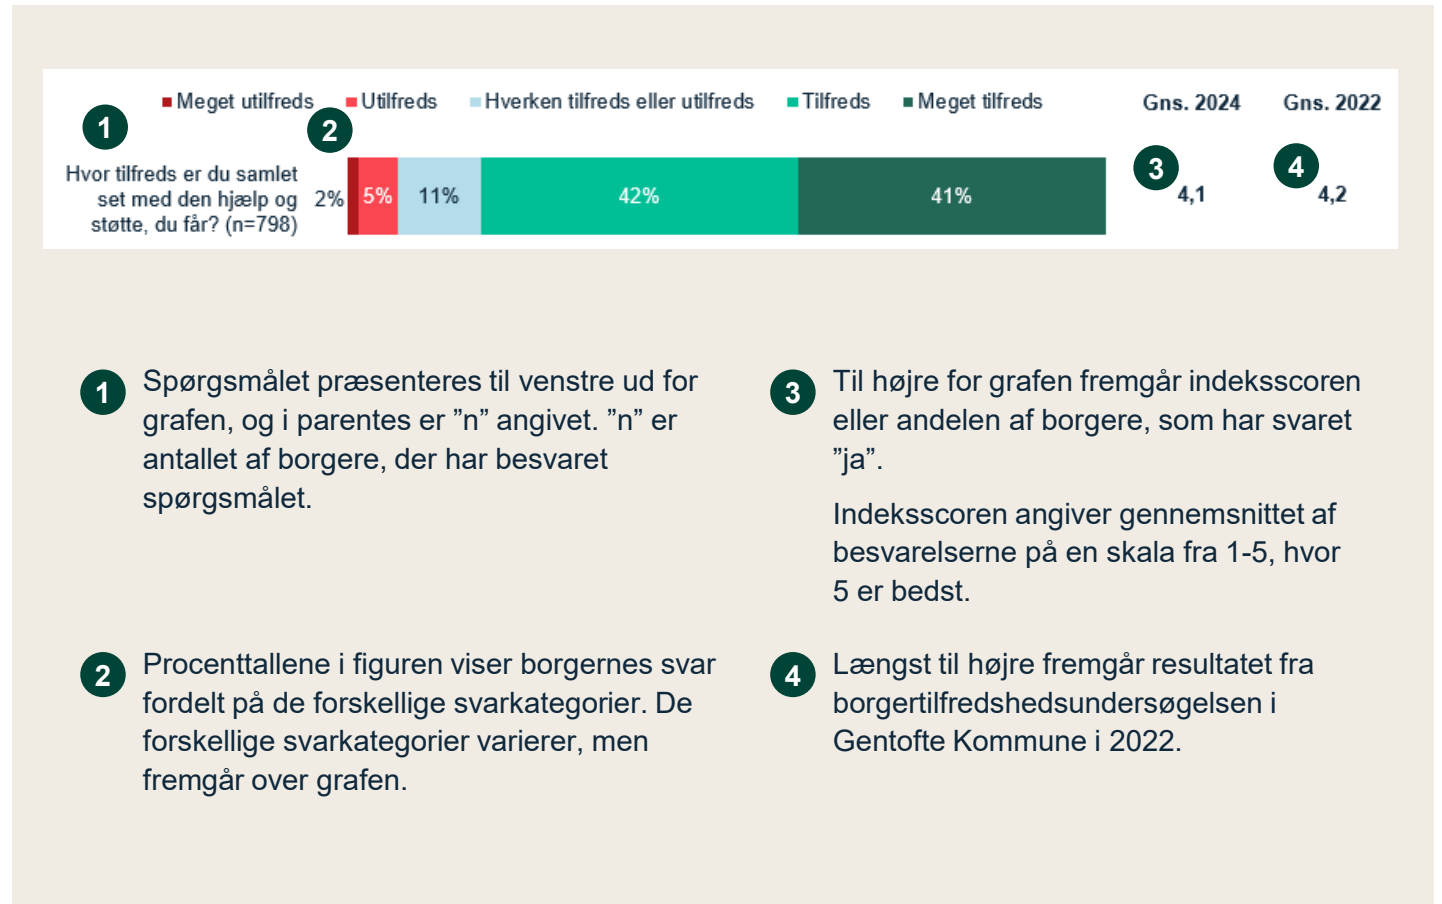 Meget utilfreds Utilfreds Hverken tilfreds eller utilfreds Tilfreds Meget tilfreds Gns. 2024 Gns. 2022
1 2
Hvor tilfreds er du samlet
set med den hjælp og
støtte, du får? (n=798)
2% 5% 11% 42% 41%
3 4,1
4 4,2
1 Spørgsmålet præsenteres til venstre ud for
grafen, og i parentes er ”n” angivet. ”n” er
antallet af borgere, der har besvaret
spørgsmålet.
2 Procenttallene i figuren viser borgernes svar
fordelt på de forskellige svarkategorier. De
forskellige svarkategorier varierer, men
fremgår over grafen.
3 Til højre for grafen fremgår indeksscoren
eller andelen af borgere, som har svaret
”ja”.
Indeksscoren angiver gennemsnittet af
besvarelserne på en skala fra 1-5, hvor
5 er bedst.
4 Længst til højre fremgår resultatet fra
borgertilfredshedsundersøgelsen i
Gentofte Kommune i 2022.